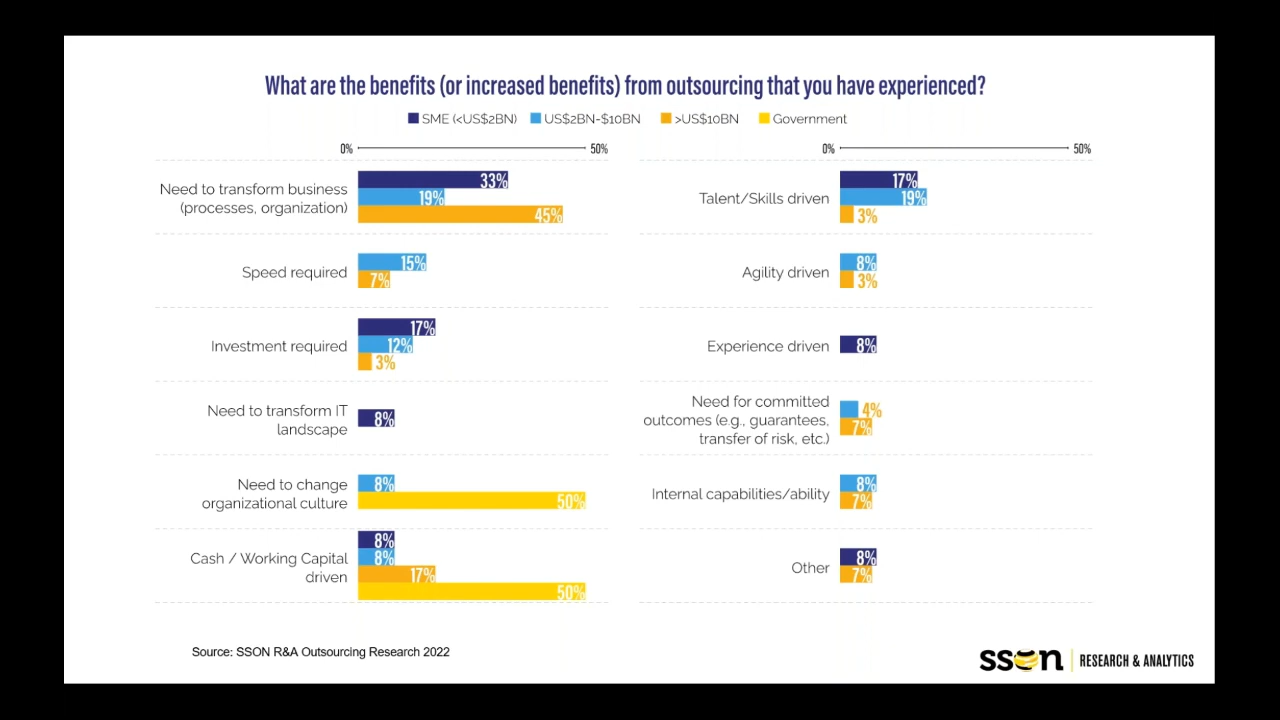 What are the benefits (or increased benefits) from outsourcing that you have experienced?
SME (<US$2BN) US$2BN-$10BN >US$10BN Government
0% 50%
Need to transform business
(processes, organization)
33%
19%
45%
Speed required
15%
7%
Investment required
17%
12%
3%
Need to transform IT
landscape
8%
Need to change
organizational culture
8%
50%
Cash / Working Capital
driven
8%
8%
17%
50%
0% 50%
Talent/Skills driven
17%
19%
3%
Agility driven
8%
3%
Experience driven
8%
Need for committed
outcomes (e.g., guarantees,
transfer of risk, etc.)
4%
7%
Internal capabilities/ability
8%
7%
Other
8%
7%
Source: SSON R&A Outsourcing Research 2022
sson RESEARCH & ANALYTICS